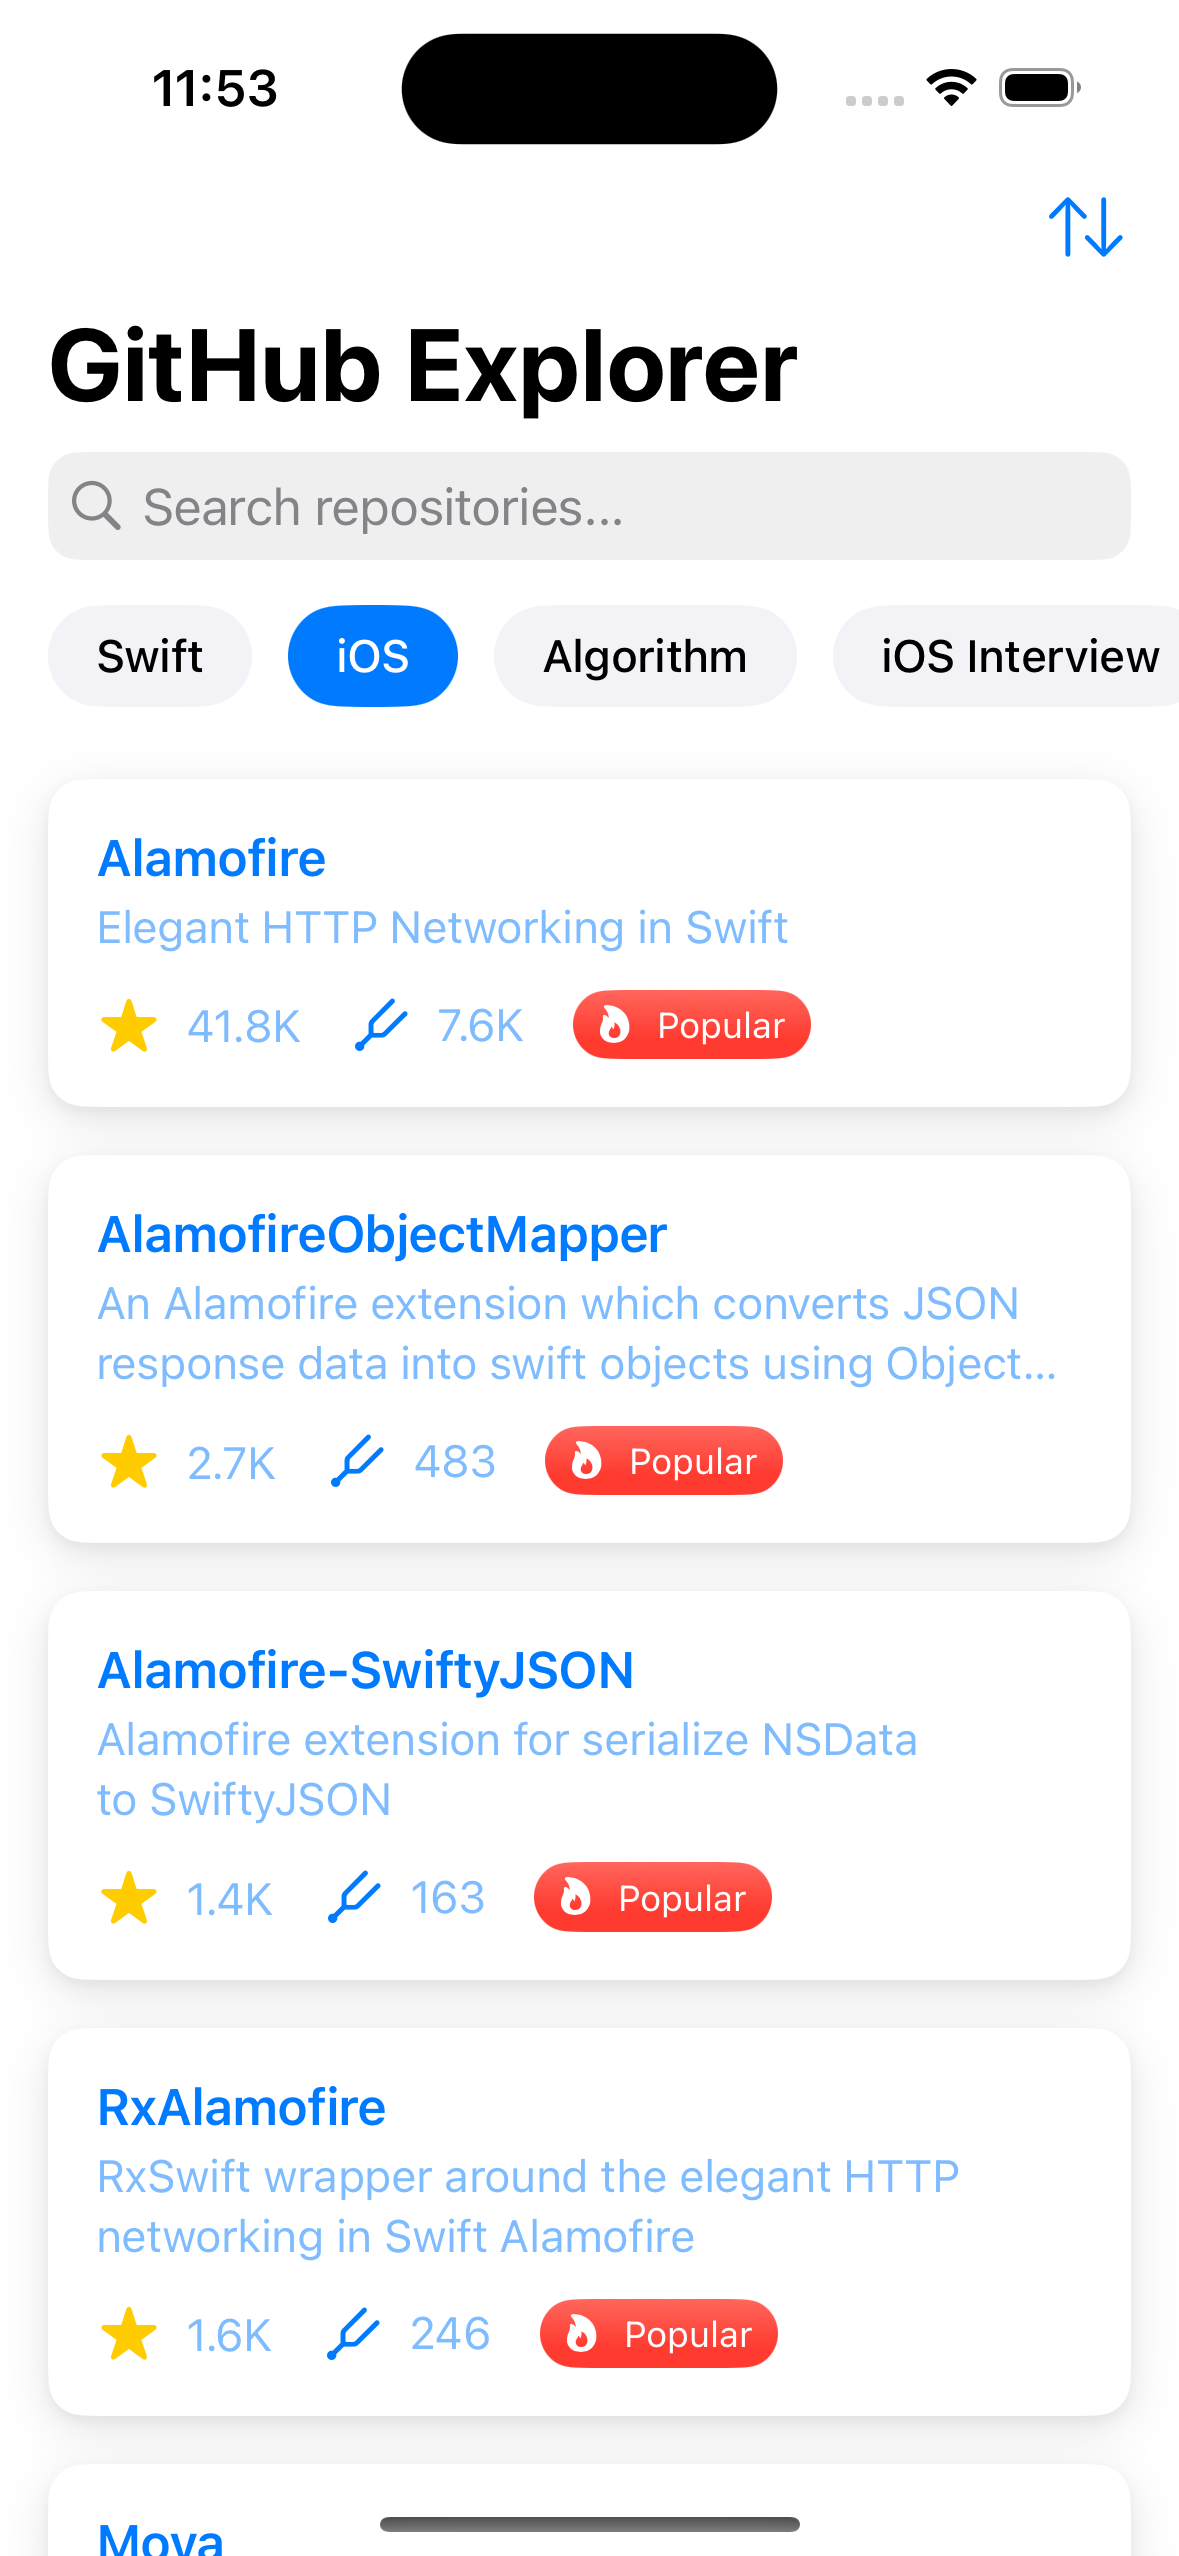 11:53
GitHub Explorer
Search repositories...
Swift
iOS
Algorithm
iOS Interview
Alamofire
Elegant HTTP Networking in Swift
41.8K
7.6K
Popular
AlamofireObjectMapper
An Alamofire extension which converts JSON
response data into swift objects using Object...
2.7K
483
Popular
Alamofire-SwiftyJSON
Alamofire extension for serialize NSData
to SwiftyJSON
1.4K
163
Popular
RxAlamofire
RxSwift wrapper around the elegant HTTP
networking in Swift Alamofire
1.6K
246
Popular
Moya